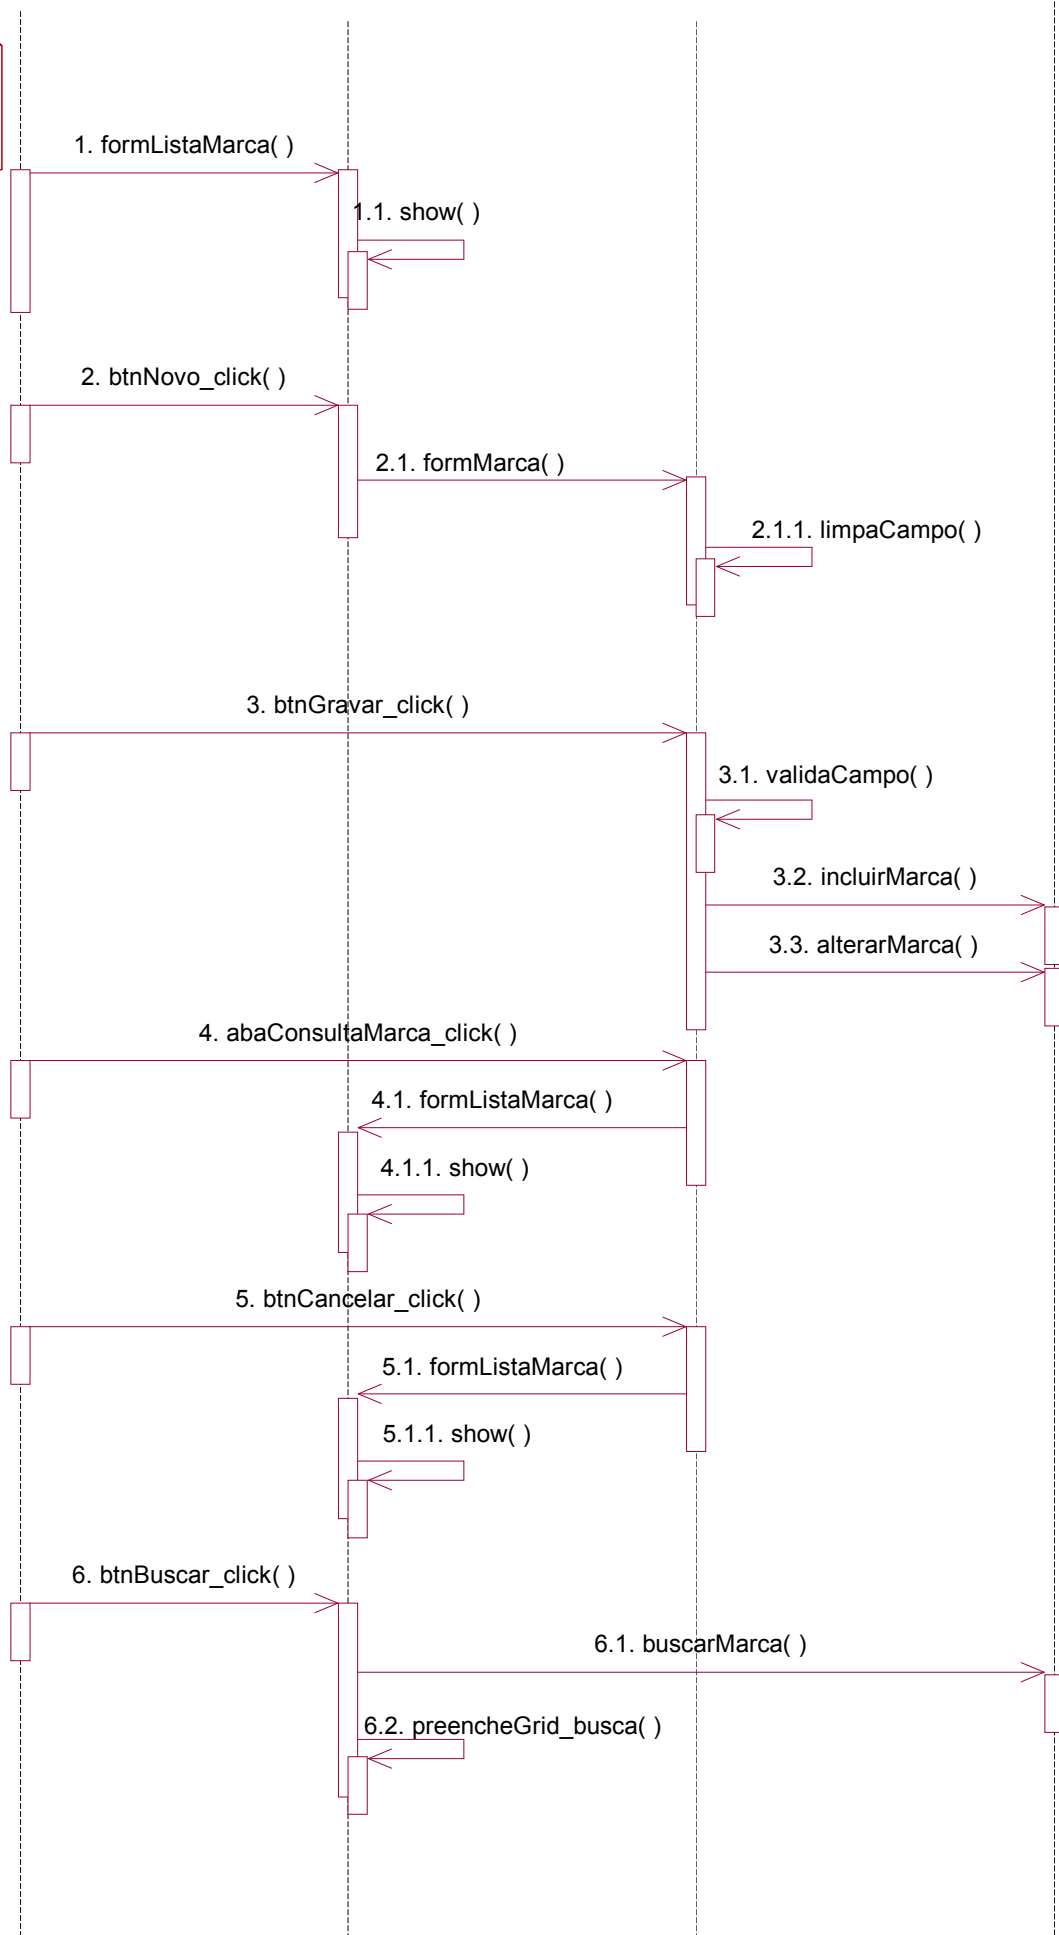 1. formListaMarca( )
1.1. show( )
2. btnNovo_click( )
2.1. formMarca( )
2.1.1. limpaCampo( )
3. btnGravar_click( )
3.1. validaCampo( )
3.2. incluirMarca( )
3.3. alterarMarca( )
4. abaConsultaMarca_click( )
4.1. formListaMarca( )
4.1.1. show( )
5. btnCancelar_click( )
5.1. formListaMarca( )
5.1.1. show( )
6. btnBuscar_click( )
6.1. buscarMarca( )
6.2. preencheGrid_busca( )